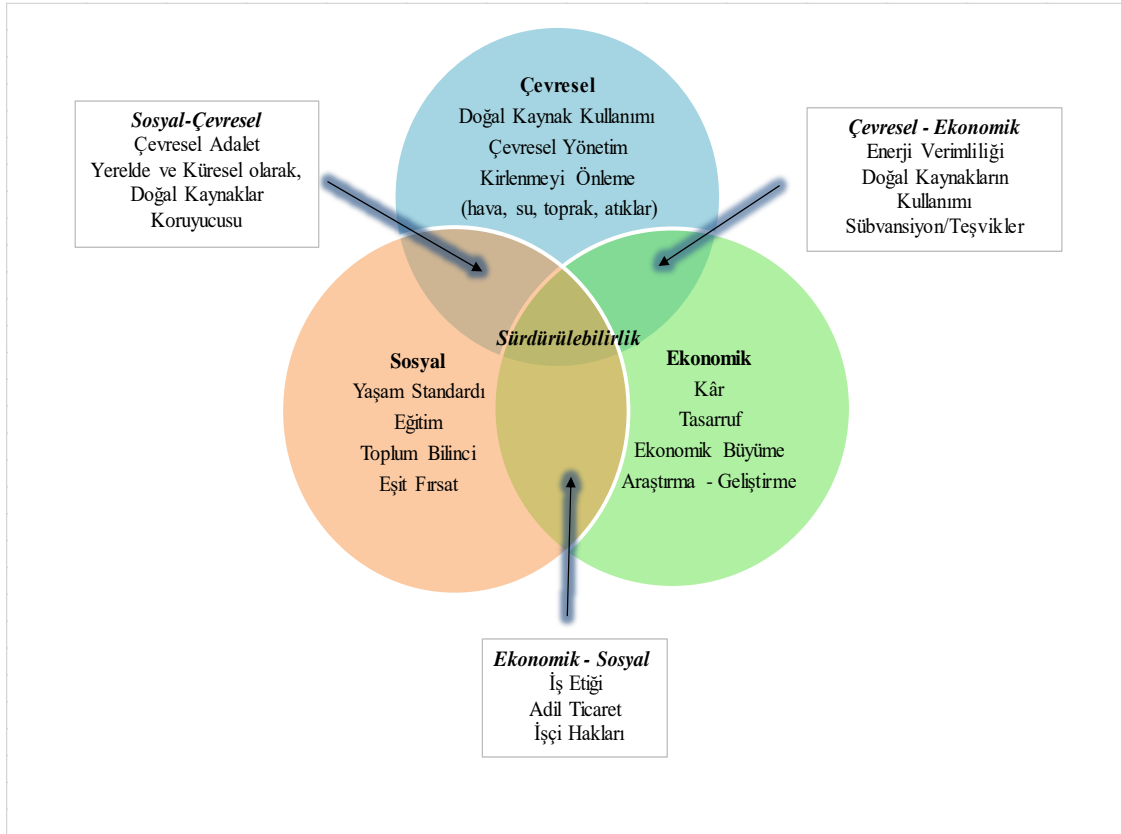 Çevresel
Doğal Kaynak Kullanımı
Çevresel Yönetim
Kirlenmeyi Önleme
(hava, su, toprak, atıklar)
Sosyal-Çevresel
Çevresel Adalet
Yerelde ve Küresel olarak,
Doğal Kaynaklar
Koruyucusu
Çevresel - Ekonomik
Enerji Verimliliği
Doğal Kaynakların
Kullanımı
Sübvansiyon/Teşvikler
Sürdürülebilirlik
Sosyal
Yaşam Standardı
Eğitim
Toplum Bilinci
Eşit Fırsat
Ekonomik
Kâr
Tasarruf
Ekonomik Büyüme
Araştırma - Geliştirme
Ekonomik - Sosyal
İş Etiği
Adil Ticaret
İşçi Hakları